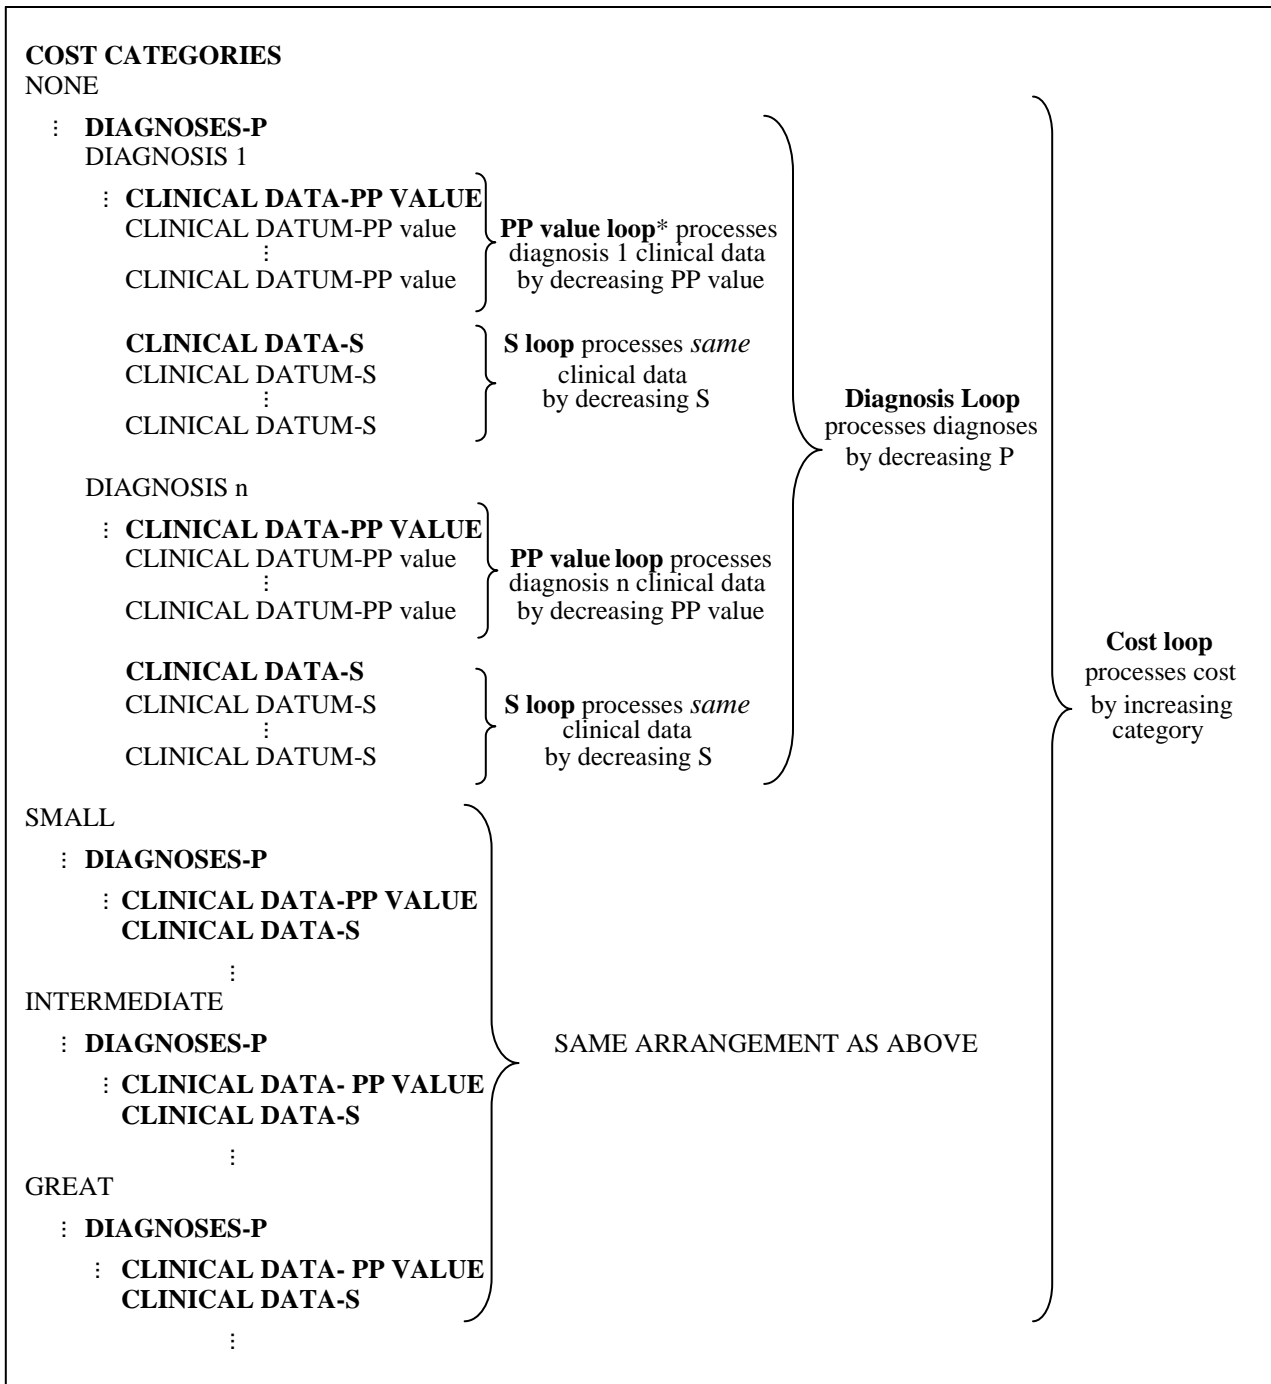 COST CATEGORIES
NONE
⋮ DIAGNOSES-P
DIAGNOSIS 1
⋮ CLINICAL DATA-PP VALUE
CLINICAL DATUM-PP value
⋮
CLINICAL DATUM-PP value
PP value loop* processes
diagnosis 1 clinical data
by decreasing PP value
CLINICAL DATA-S
CLINICAL DATUM-S
⋮
CLINICAL DATUM-S
S loop processes same
clinical data
by decreasing S
DIAGNOSIS n
⋮ CLINICAL DATA-PP VALUE
CLINICAL DATUM-PP value
⋮
CLINICAL DATUM-PP value
PP value loop processes
diagnosis n clinical data
by decreasing PP value
CLINICAL DATA-S
CLINICAL DATUM-S
⋮
CLINICAL DATUM-S
S loop processes same
clinical data
by decreasing S
Diagnosis Loop
processes diagnoses
by decreasing P
SMALL
⋮ DIAGNOSES-P
⋮ CLINICAL DATA-PP VALUE
CLINICAL DATA-S
⋮
INTERMEDIATE
⋮ DIAGNOSES-P
⋮ CLINICAL DATA- PP VALUE
CLINICAL DATA-S
⋮
GREAT
⋮ DIAGNOSES-P
⋮ CLINICAL DATA- PP VALUE
CLINICAL DATA-S
⋮
SAME ARRANGEMENT AS ABOVE
Cost loop
processes cost
by increasing
category